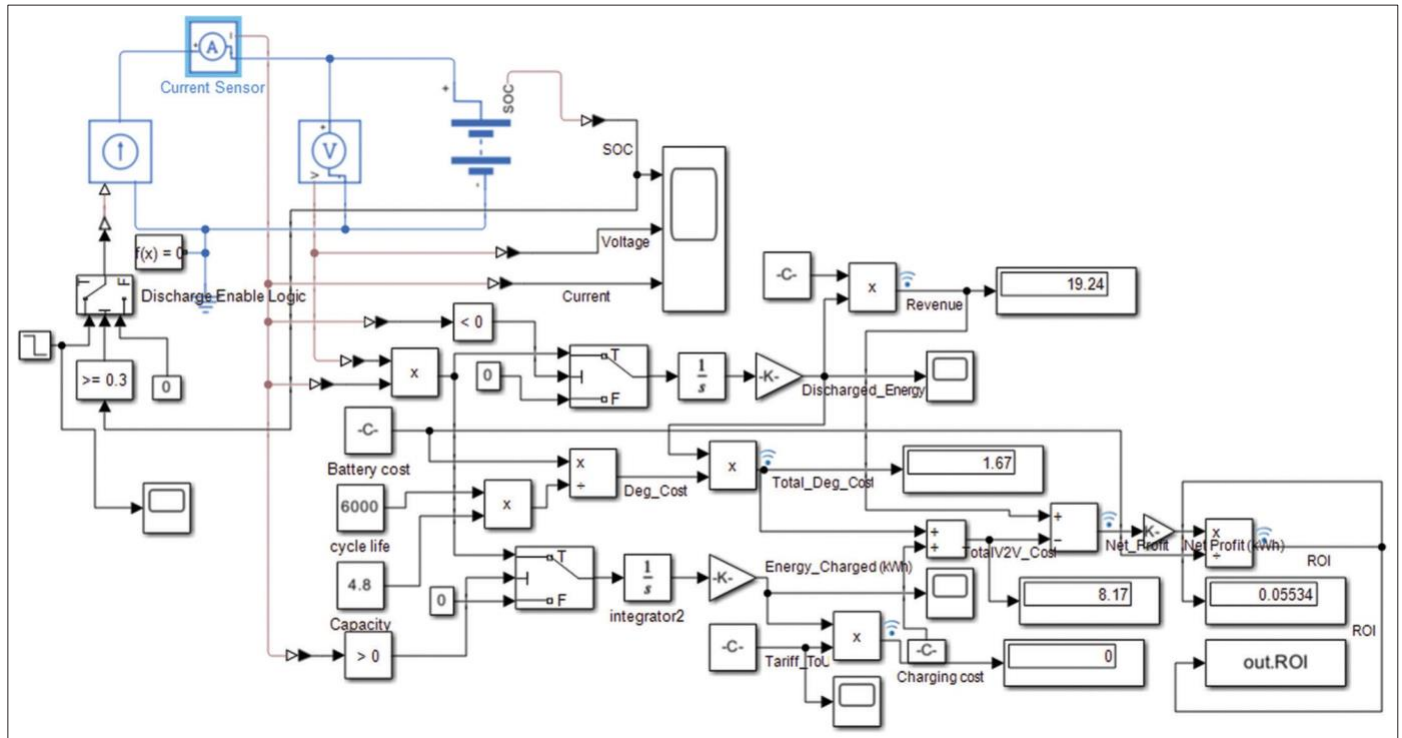 A
Current Sensor
+
SOC
V
SOC
Voltage
Current
f(x) = 0
T
F
Discharge Enable Logic
-C-
x
Revenue
19.24
< 0
>= 0.3
0
x
0
T
F
1
s
-K-
Discharged_Energy
-C-
Battery cost
x
÷
Deg_Cost
x
Total_Deg_Cost
1.67
6000
cycle life
x
4.8
Capacity
0
T
F
1
s
integrator2
-K-
Energy_Charged (kWh)
+
+
TotalV2V_Cost
+
−
Net_Profit
K-
Net Profit (kWh)
x
÷
ROI
8.17
0.05534
ROI
> 0
-C-
Tariff_ToU
x
-C-
Charging cost
0
out.ROI